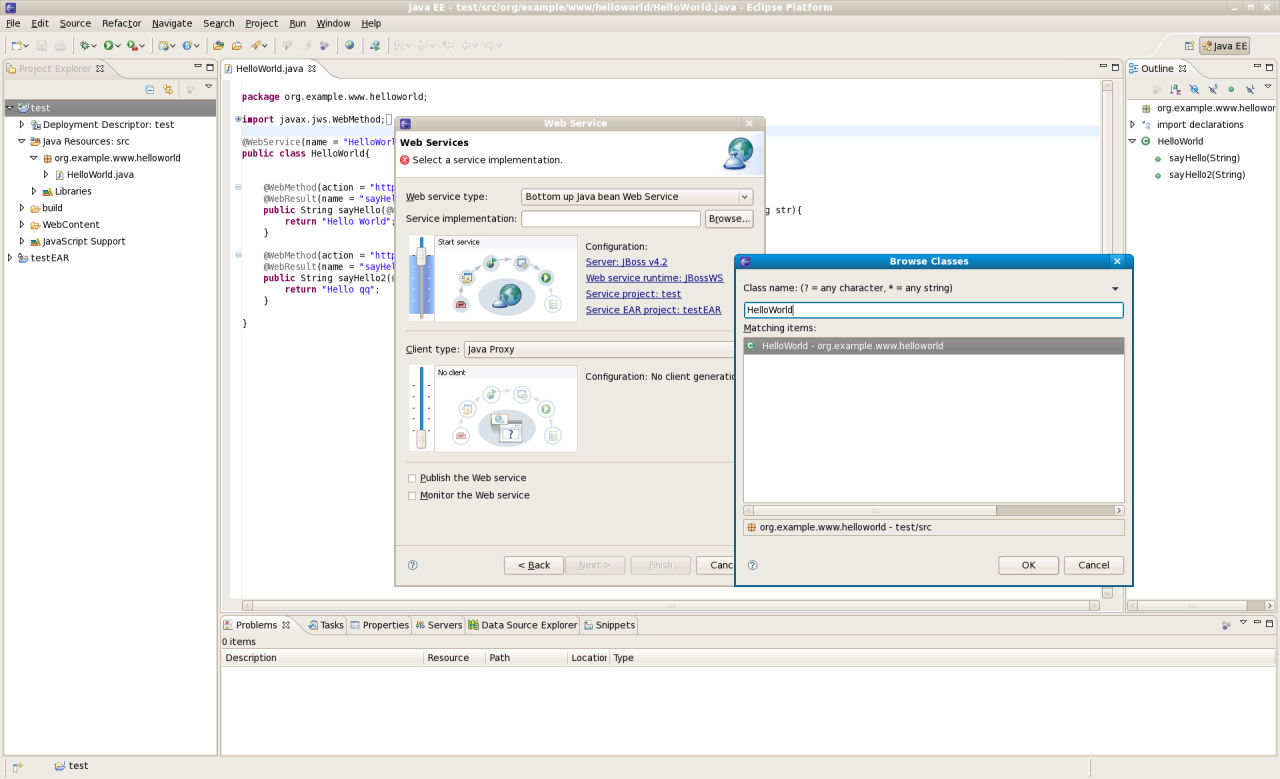 Java EE - test/src/org/example/www/helloworld/HelloWorld.java - Eclipse Platform
File Edit Source Refactor Navigate Search Project Run Window Help
Java EE
Project Explorer
test
Deployment Descriptor: test
Java Resources: src
org.example.www.helloworld
HelloWorld.java
Libraries
build
WebContent
JavaScript Support
testEAR
HelloWorld.java
package org.example.www.helloworld;
import javax.jws.WebMethod;
@WebService(name = "HelloWorl
public class HelloWorld{
@WebMethod(action = "http
@WebResult(name = "sayHel
public String sayHello(@W
g str){
return "Hello World";
}
@WebMethod(action = "http
@WebResult(name = "sayHel
public String sayHello2(@
return "Hello qq";
}
}
Web Service
Web Services
Select a service implementation.
Web service type: Bottom up Java bean Web Service
Service implementation: Browse...
Start service
Configuration:
Server: JBoss v4.2
Web service runtime: JBossWS
Service project: test
Service EAR project: testEAR
Client type: Java Proxy
No client
Configuration: No client generatio
?
Publish the Web service
Monitor the Web service
? < Back Next > Finish Canc
Browse Classes
Class name: (? = any character, * = any string)
HelloWorld
Matching items:
HelloWorld - org.example.www.helloworld
org.example.www.helloworld - test/src
? OK Cancel
Outline
org.example.www.hellowor
import declarations
HelloWorld
sayHello(String)
sayHello2(String)
Problems Tasks Properties Servers Data Source Explorer Snippets
0 items
Description Resource Path Location Type
test